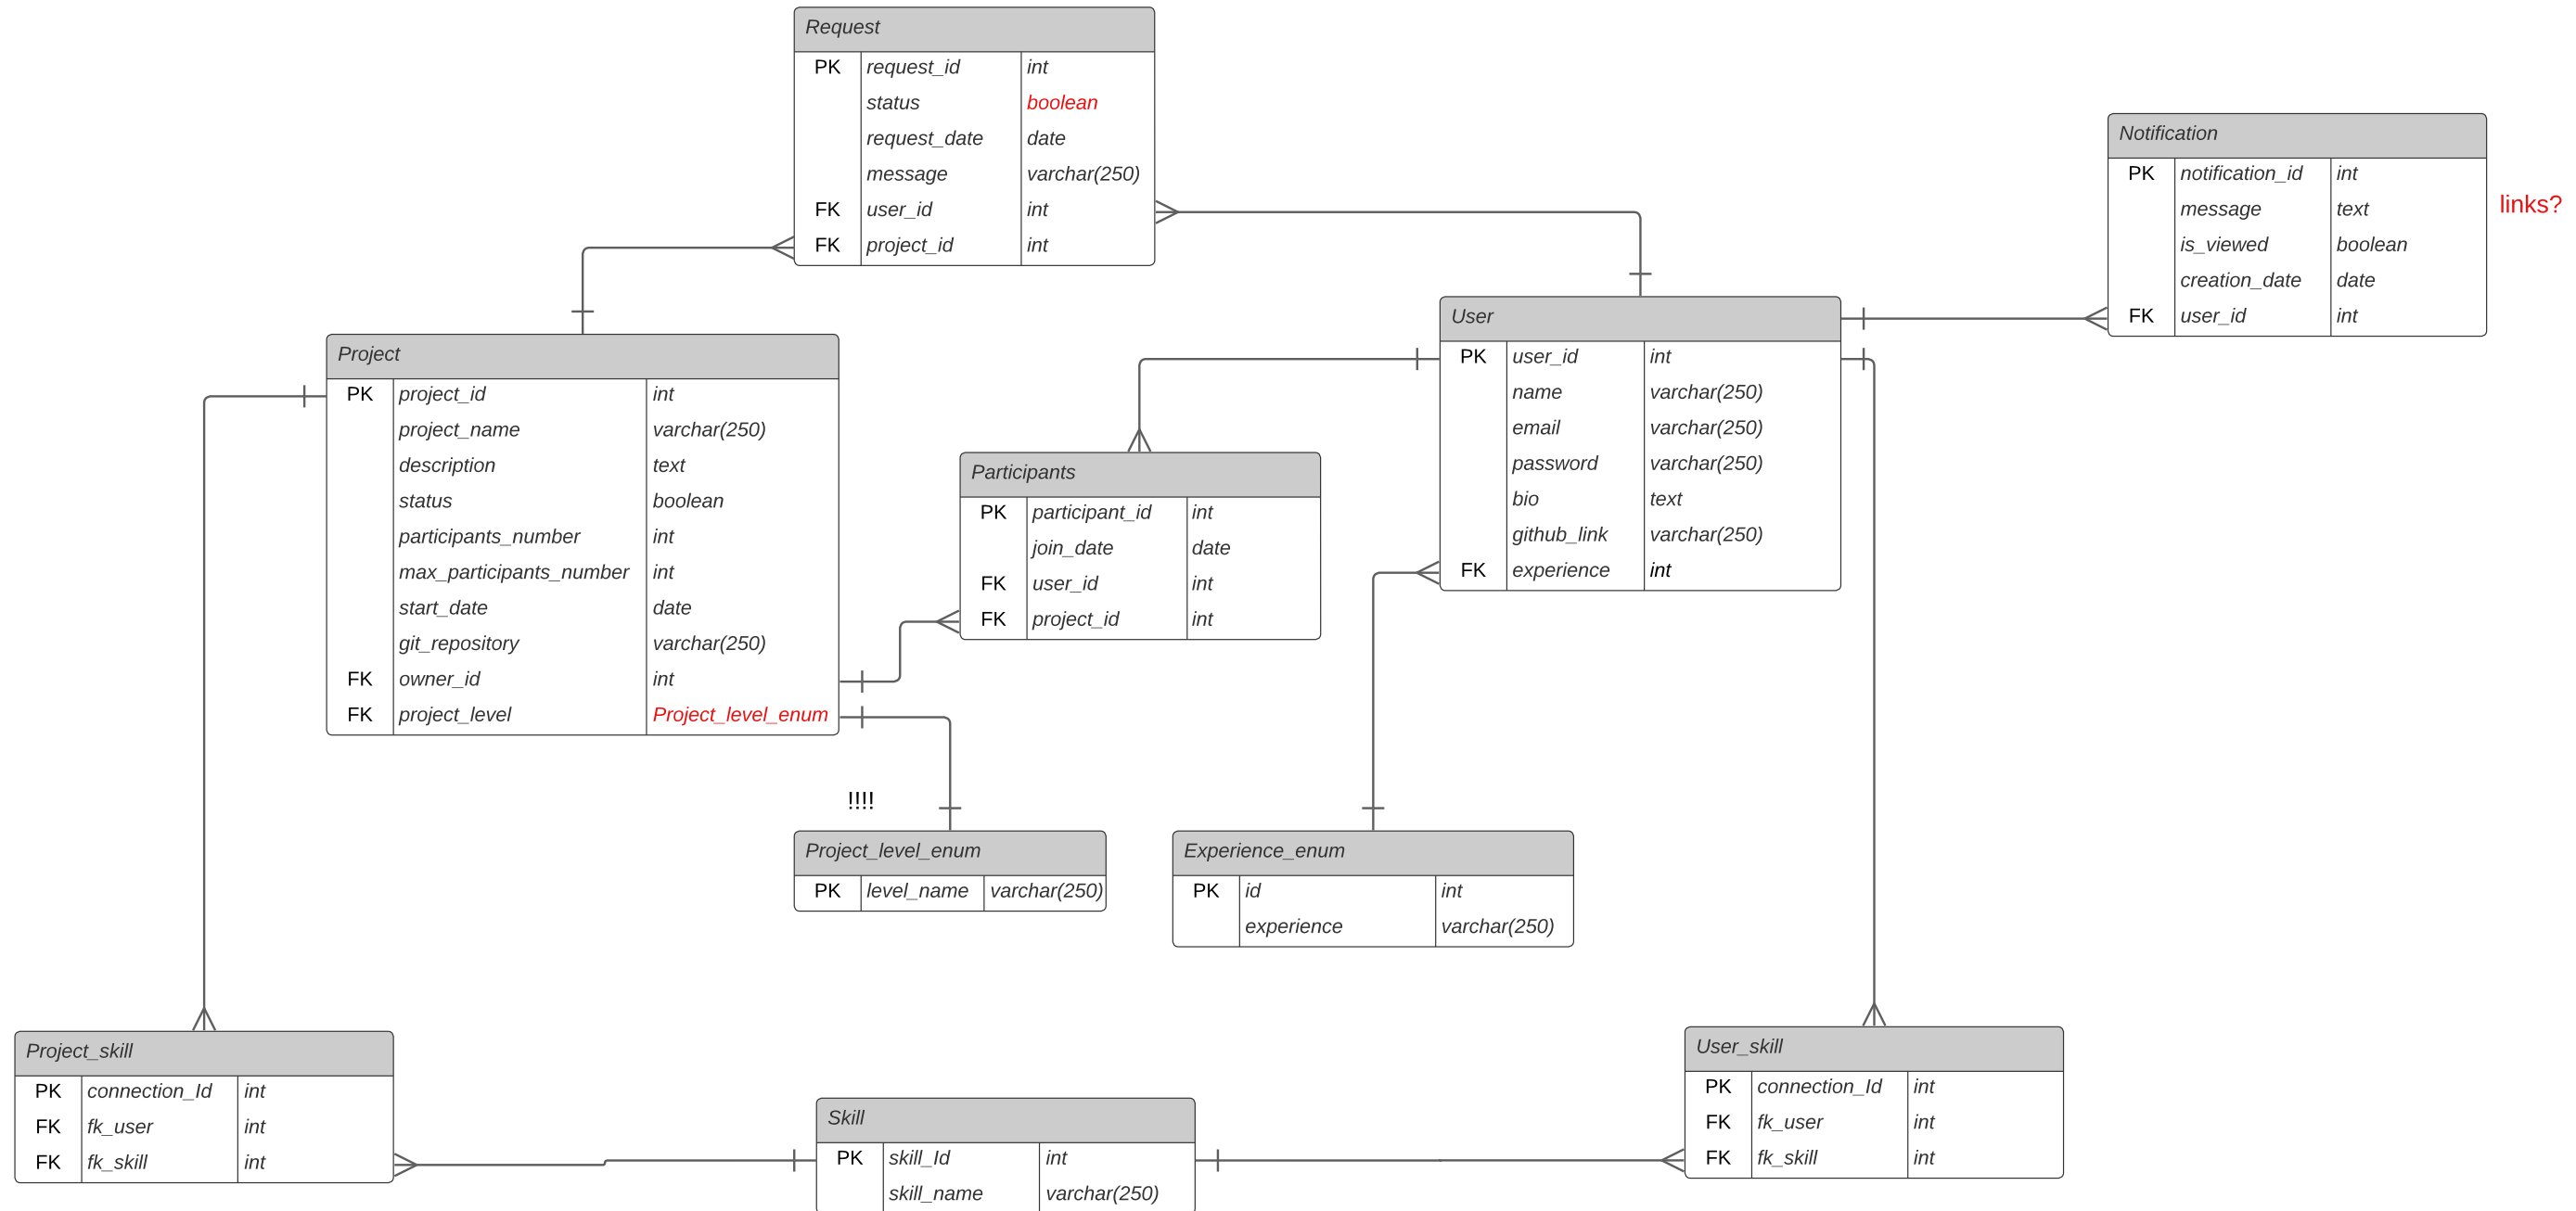 Request
PK request_id int
status boolean
request_date date
message varchar(250)
FK user_id int
FK project_id int
Notification
PK notification_id int
message text
is_viewed boolean
creation_date date
FK user_id int
links?
User
PK user_id int
name varchar(250)
email varchar(250)
password varchar(250)
bio text
github_link varchar(250)
FK experience int
Project
PK project_id int
project_name varchar(250)
description text
status boolean
participants_number int
max_participants_number int
start_date date
git_repository varchar(250)
FK owner_id int
FK project_level Project_level_enum
Participants
PK participant_id int
join_date date
FK user_id int
FK project_id int
!!!!
Project_level_enum
PK level_name varchar(250)
Experience_enum
PK id int
experience varchar(250)
Project_skill
PK connection_Id int
FK fk_user int
FK fk_skill int
Skill
PK skill_Id int
skill_name varchar(250)
User_skill
PK connection_Id int
FK fk_user int
FK fk_skill int